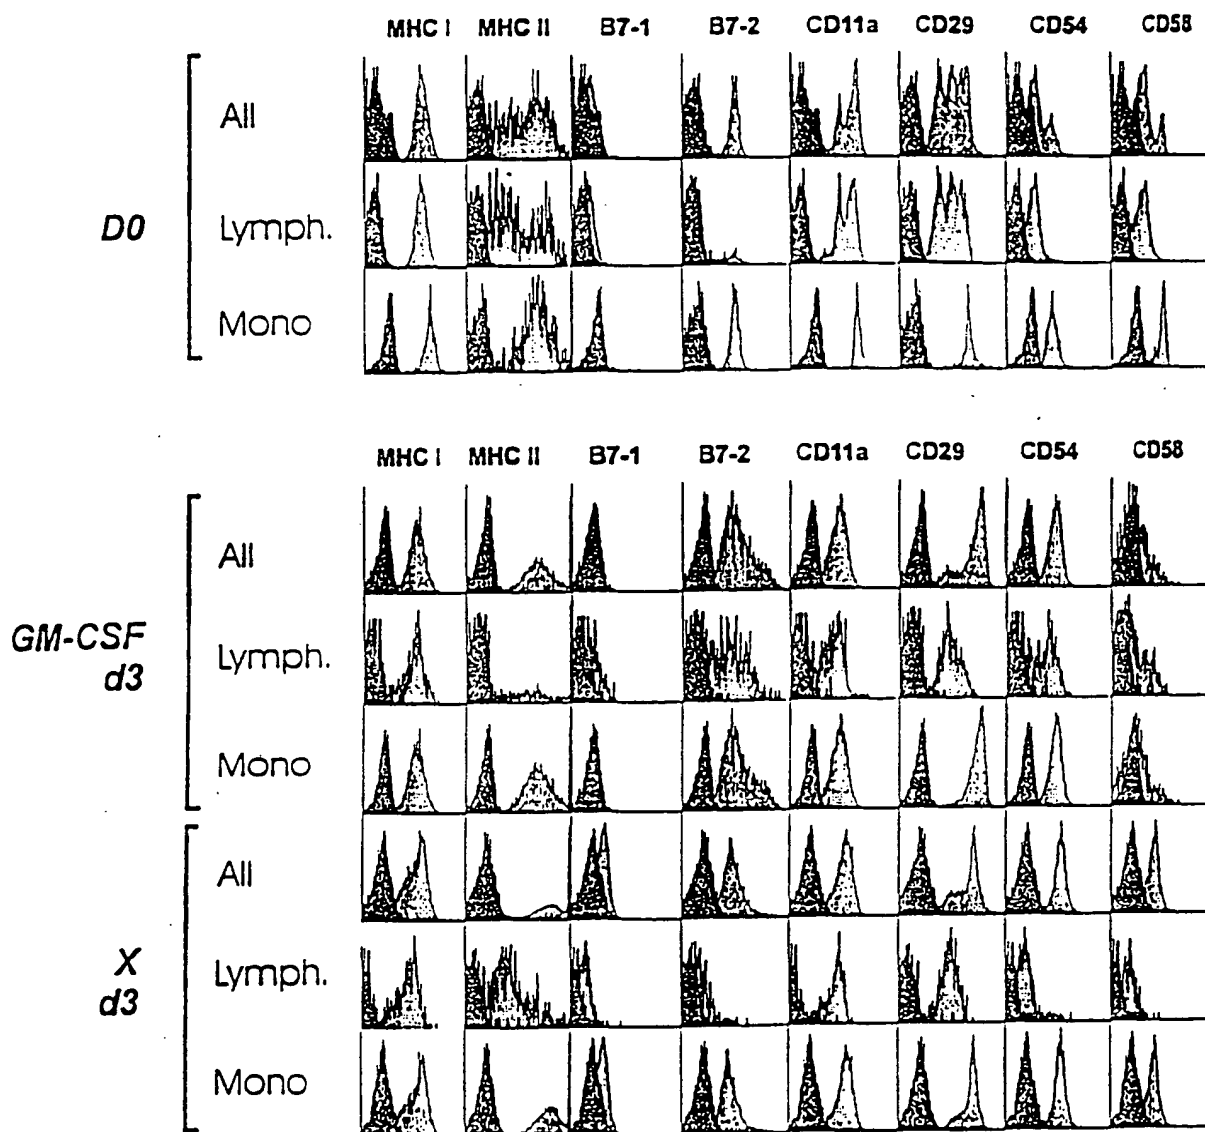 MHC I MHC II B7-1 B7-2 CD11a CD29 CD54 CD58
All
D0 Lymph.
Mono
MHC I MHC II B7-1 B7-2 CD11a CD29 CD54 CD58
All
GM-CSF
d3
Lymph.
Mono
All
X
d3
Lymph.
Mono